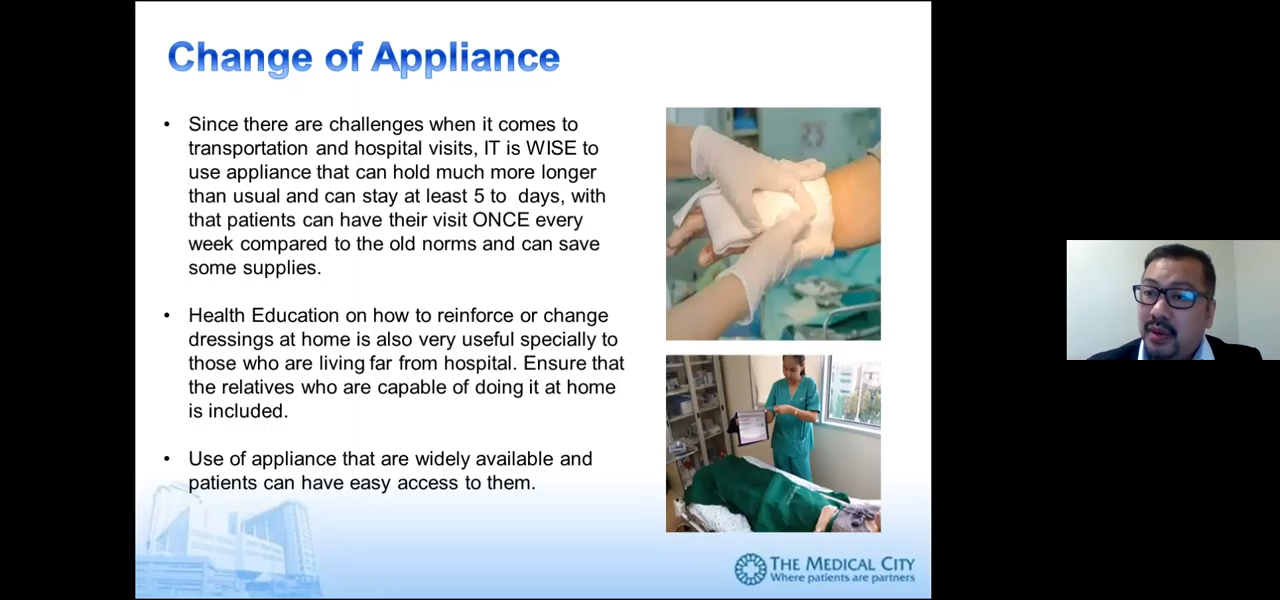 Change of Appliance
• Since there are challenges when it comes to
transportation and hospital visits, IT is WISE to
use appliance that can hold much more longer
than usual and can stay at least 5 to  days, with
that patients can have their visit ONCE every
week compared to the old norms and can save
some supplies.
• Health Education on how to reinforce or change
dressings at home is also very useful specially to
those who are living far from hospital. Ensure that
the relatives who are capable of doing it at home
is included.
• Use of appliance that are widely available and
patients can have easy access to them.
THE MEDICAL CITY
Where patients are partners